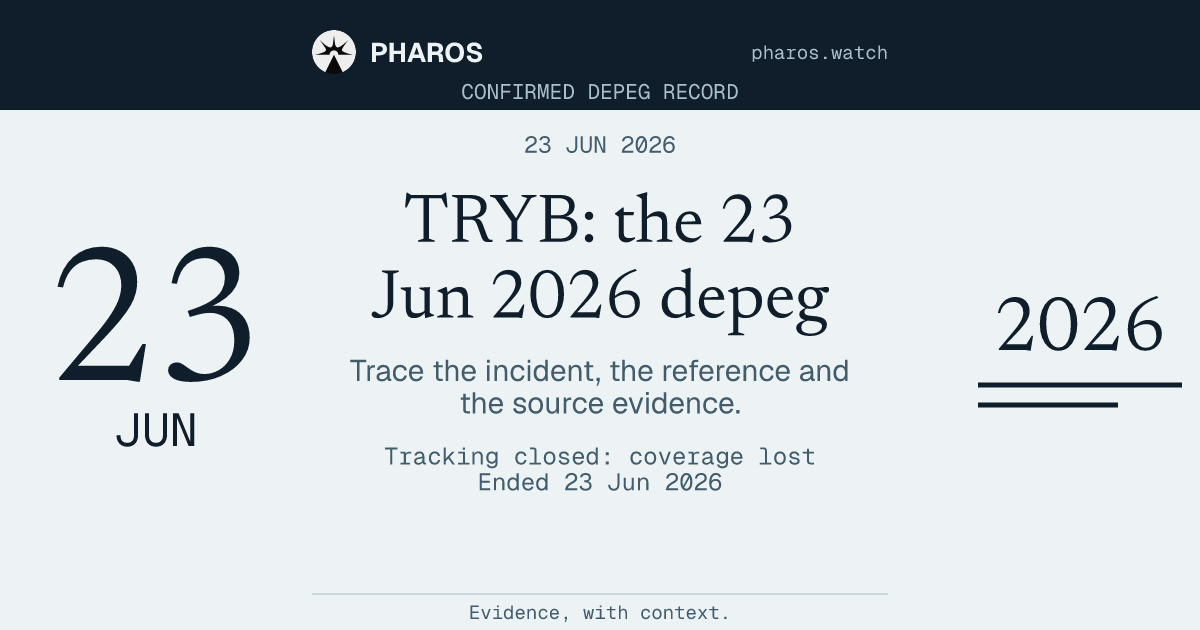 PHAROS
pharos.watch
CONFIRMED DEPEG RECORD
23 JUN 2026
TRYB: the 23
Jun 2026 depeg
23
JUN
2026
Trace the incident, the reference and
the source evidence.
Tracking closed: coverage lost
Ended 23 Jun 2026
Evidence, with context.